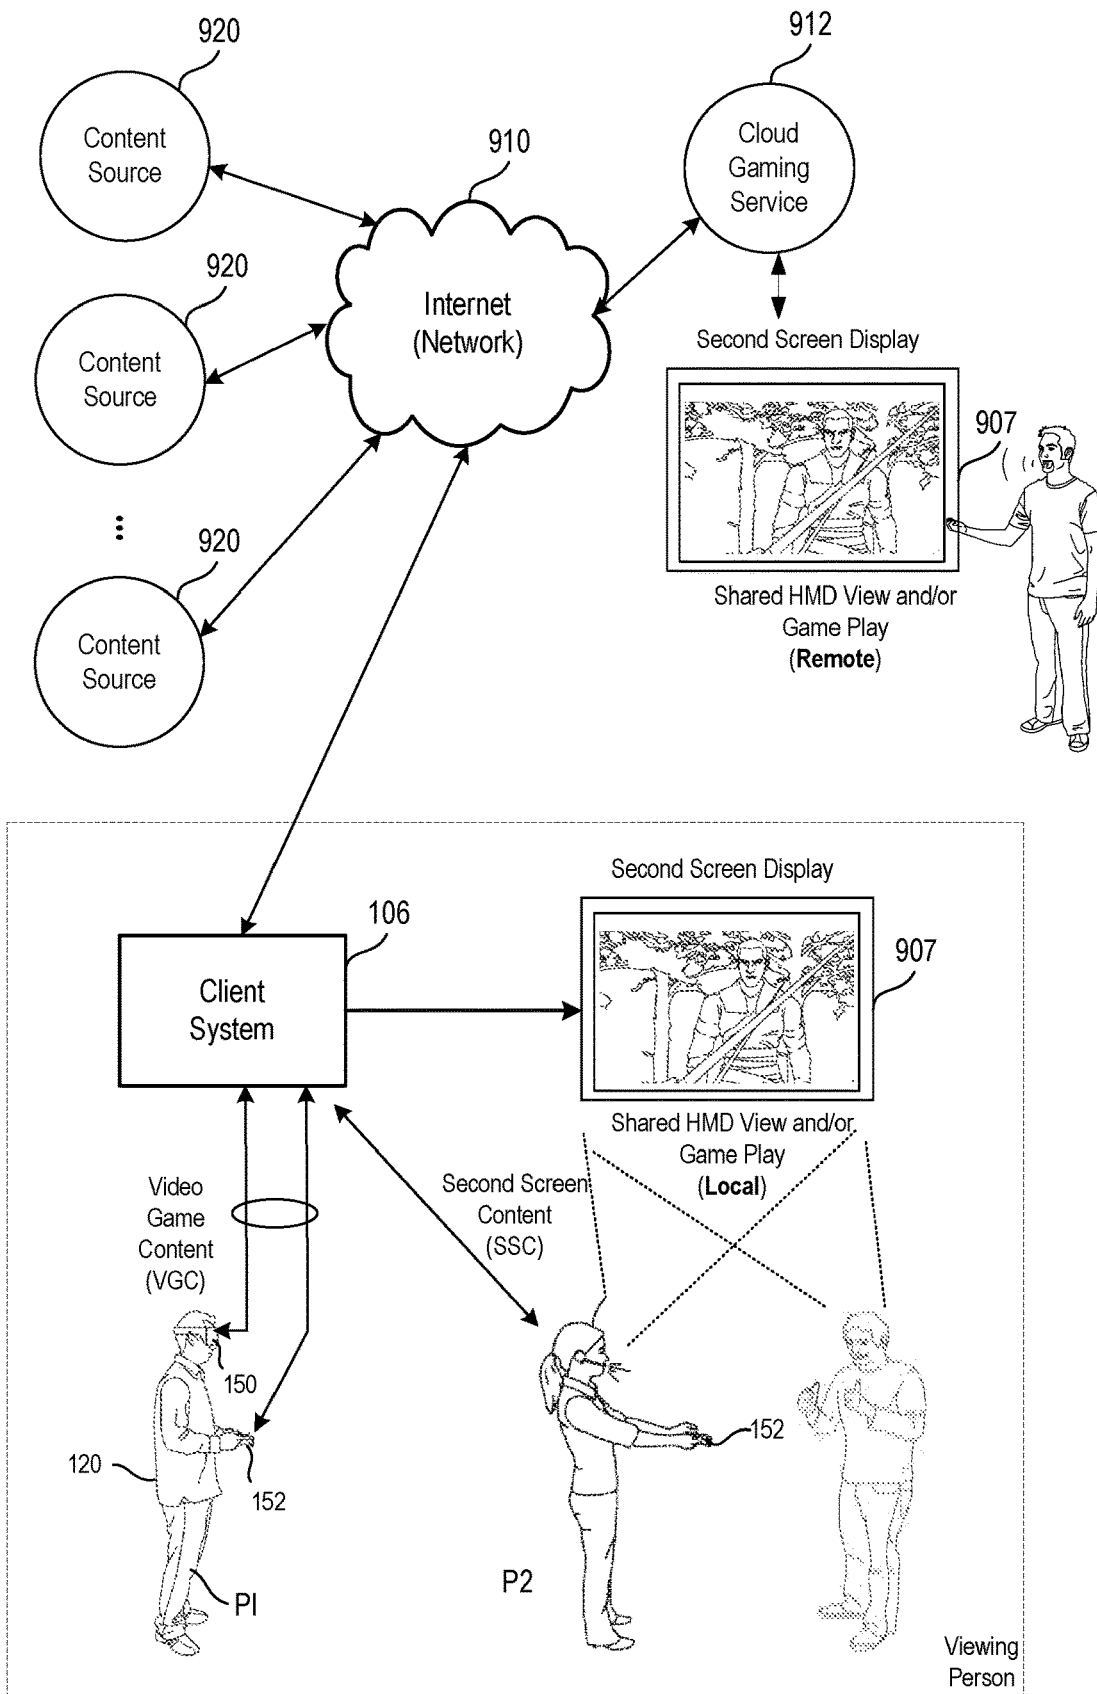 920
912
Content
Source
910
Cloud
Gaming
Service
920
Content
Source
Internet
(Network)
Second Screen Display
907
920
Content
Source
Shared HMD View and/or
Game Play
(Remote)
Second Screen Display
106
907
Client
System
Shared HMD View and/or
Game Play
(Local)
Video
Game
Content
(VGC)
Second Screen
Content
(SSC)
150
152
120
152
P1
P2
Viewing
Person